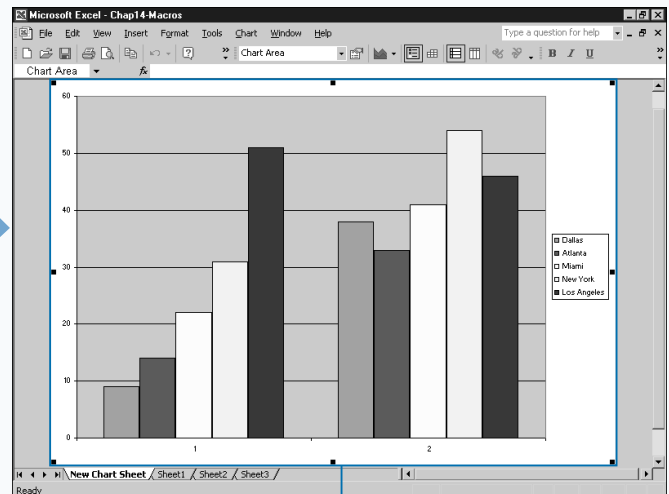 Microsoft Excel - Chap14-Macros
File Edit View Insert Format Tools Chart Window Help
Type a question for help
Chart Area
B I U
Chart Area
fx
60
50
40
30
20
10
0
1
2
Dallas
Atlanta
Miami
New York
Los Angeles
New Chart Sheet Sheet1 Sheet2 Sheet3
Ready